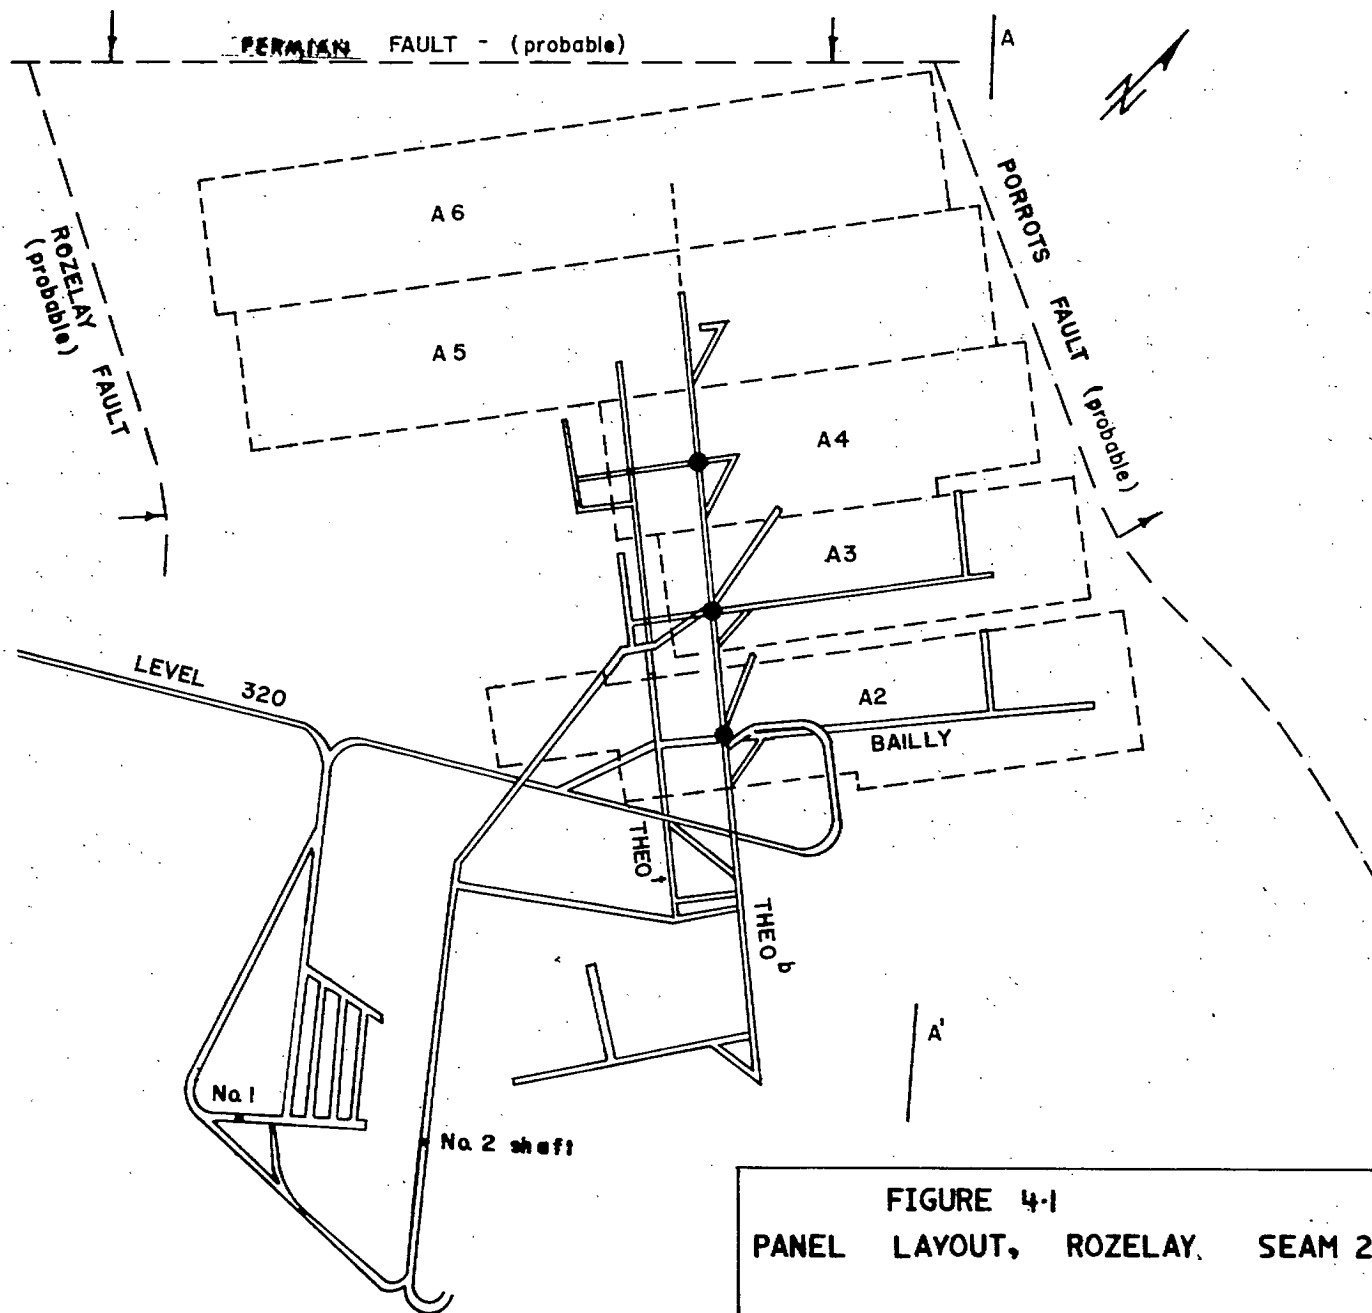 PERMIAN FAULT - (probable)
A
N
ROZELAY FAULT
(probable)
PORROTS FAULT (probable)
A6
A5
A4
A3
A2
BAILLY
LEVEL 320
THEO t
THEO b
A'
No. 1
No. 2 shaft
FIGURE 4·1
PANEL LAYOUT, ROZELAY. SEAM 2